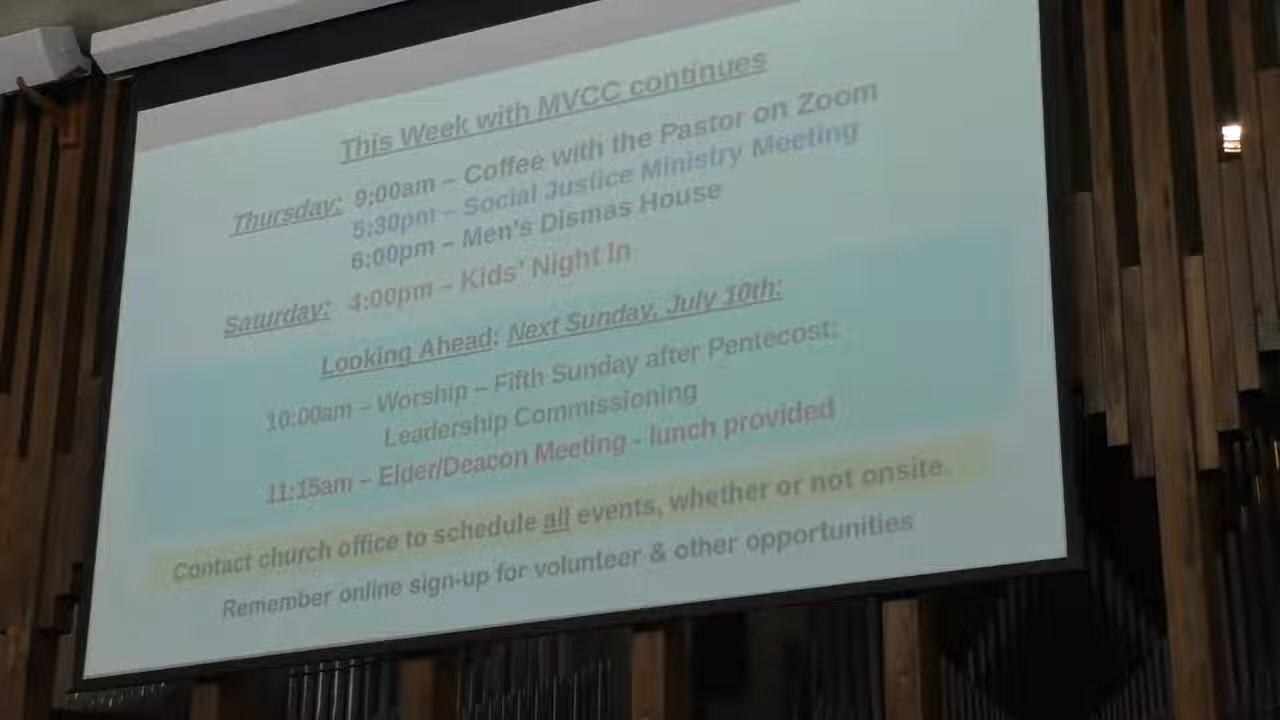 This Week with MVCC continues
Thursday: 9:00am – Coffee with the Pastor on Zoom
5:30pm – Social Justice Ministry Meeting
6:00pm – Men's Dismas House
Saturday: 4:00pm – Kids' Night In
Looking Ahead: Next Sunday, July 10th:
10:00am – Worship – Fifth Sunday after Pentecost:
Leadership Commissioning
11:15am – Elder/Deacon Meeting - lunch provided
Contact church office to schedule all events, whether or not onsite.
Remember online sign-up for volunteer & other opportunities